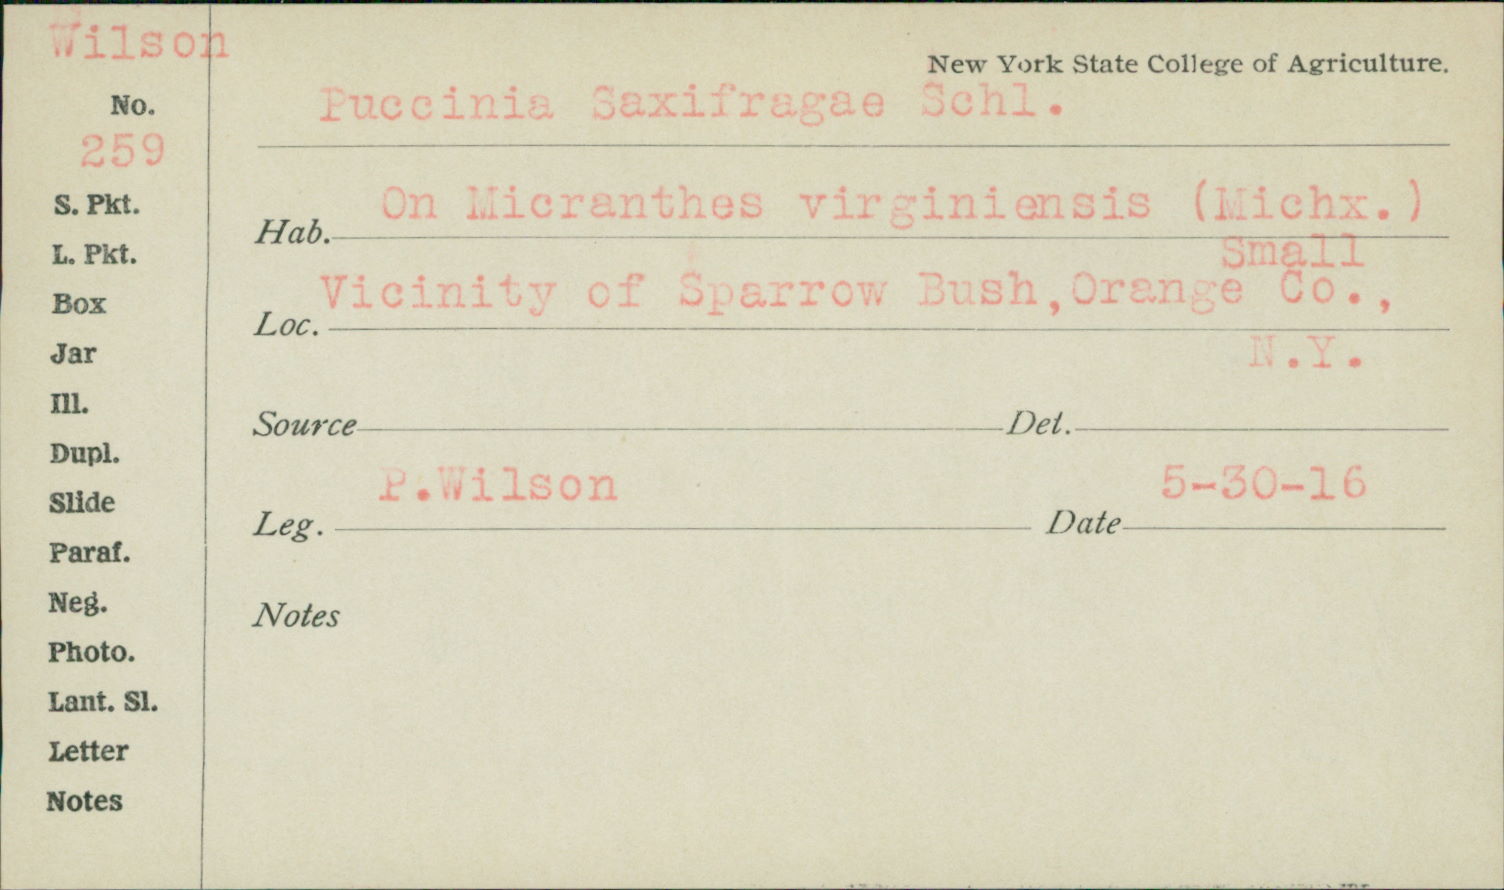 Wilson
New York State College of Agriculture.
No.
259
Puccinia Saxifragae Schl.
Hab. On Micranthes virginiensis (Michx.)
Small
Loc. Vicinity of Sparrow Bush,Orange Co.,
N.Y.
Source Det.
Leg. P.Wilson Date 5-30-16
Notes
S. Pkt.
L. Pkt.
Box
Jar
Ill.
Dupl.
Slide
Paraf.
Neg.
Photo.
Lant. Sl.
Letter
Notes